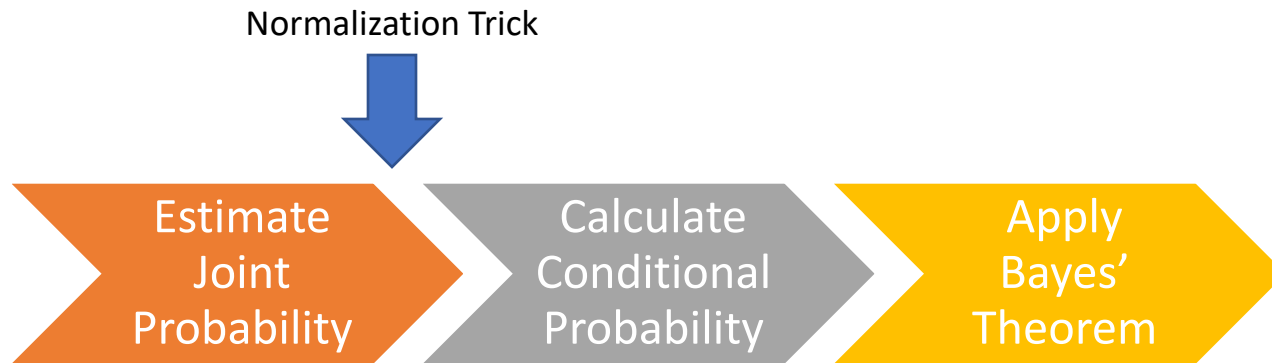 Normalization Trick
Estimate
Joint
Probability
Calculate
Conditional
Probability
Apply
Bayes’
Theorem